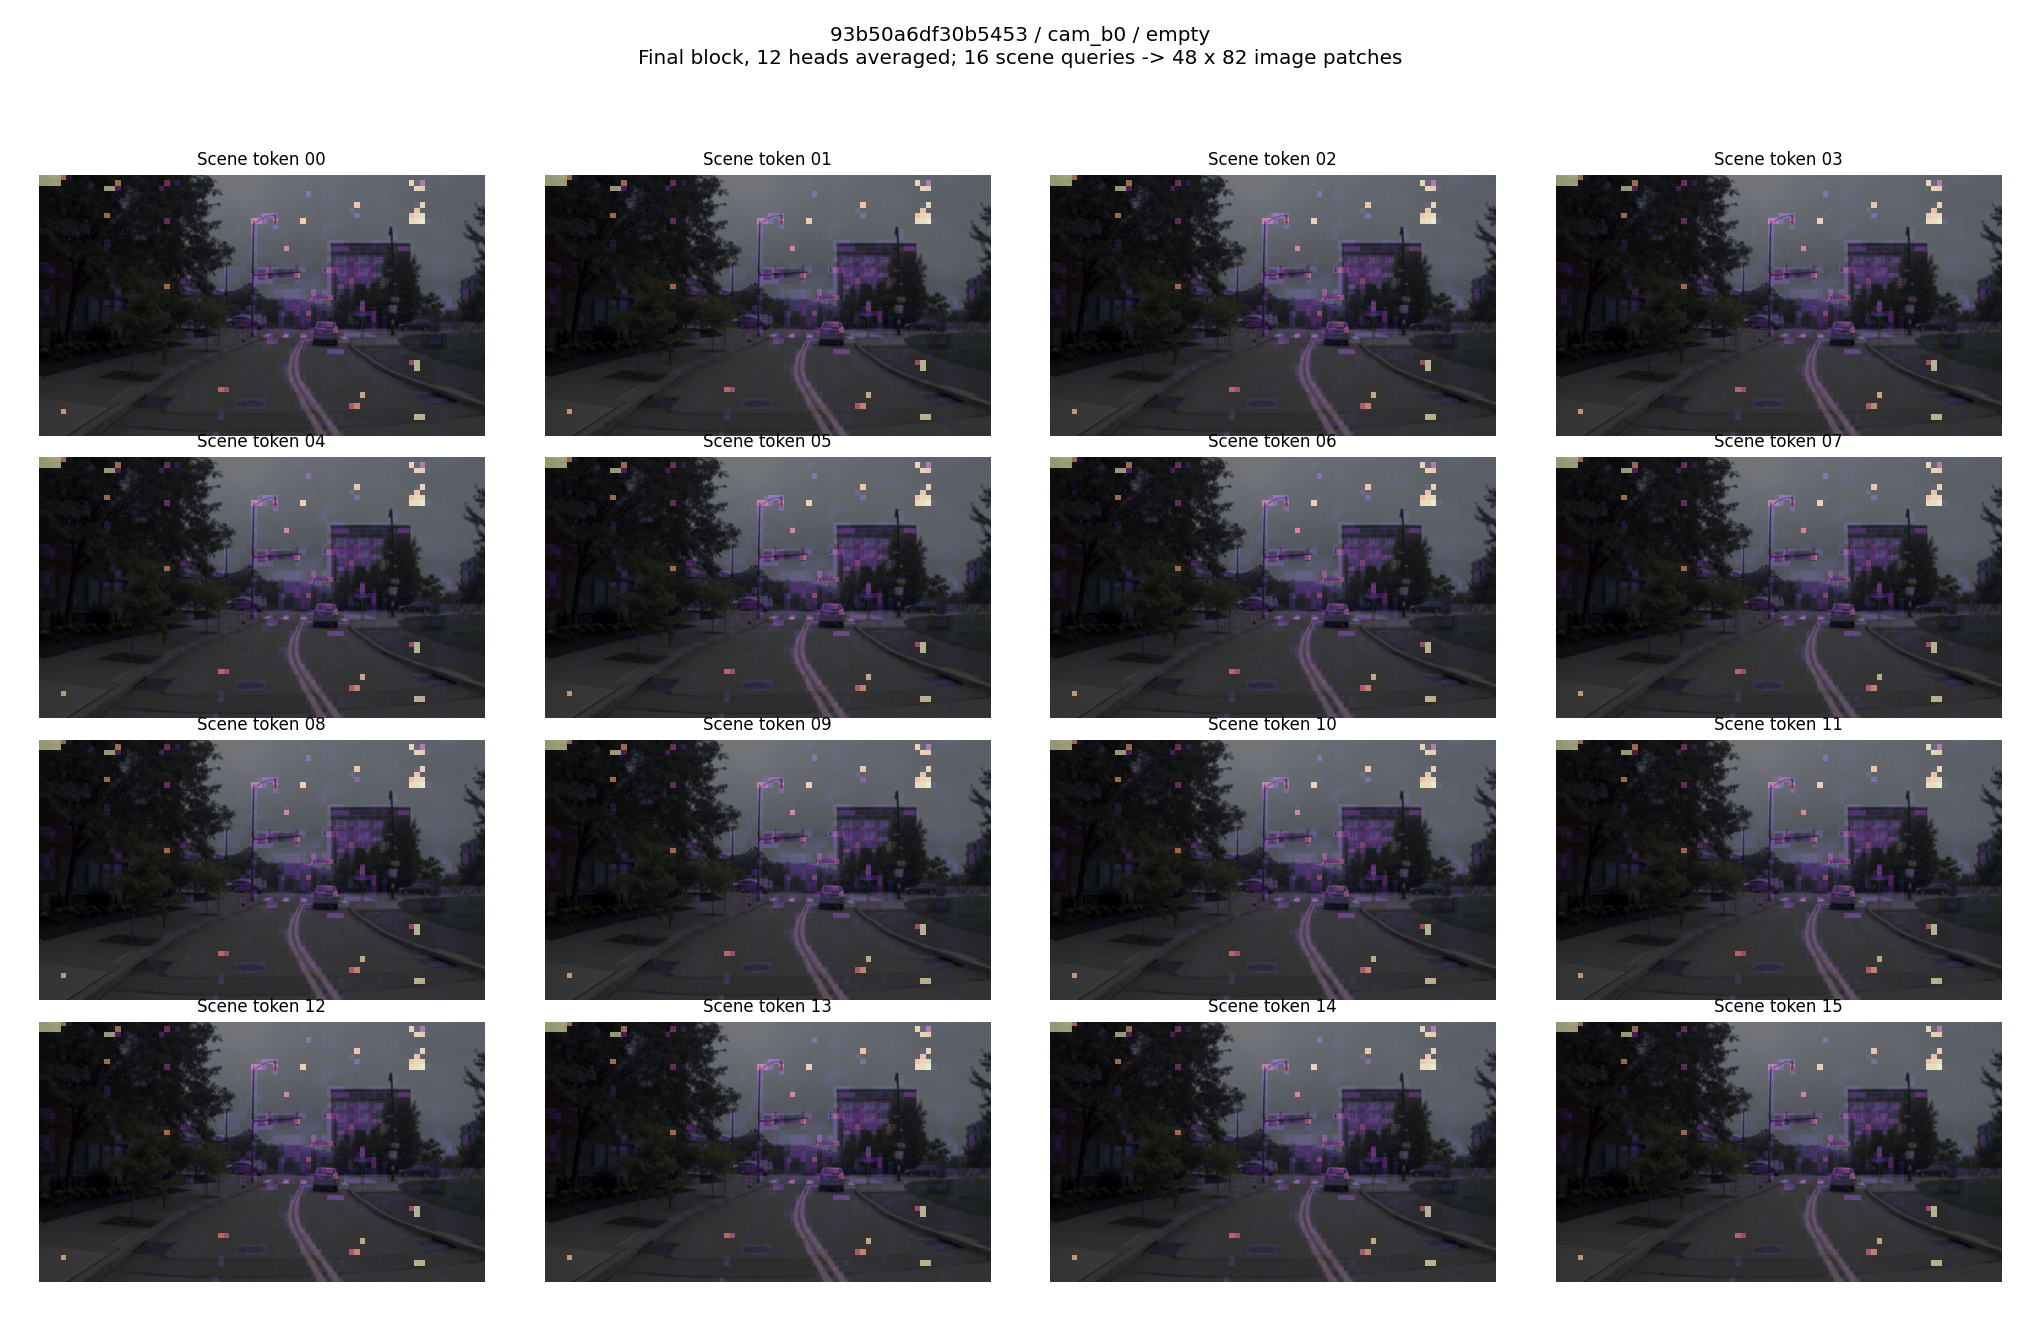 93b50a6df30b5453 / cam_b0 / empty
Final block, 12 heads averaged; 16 scene queries -> 48 x 82 image patches
Scene token 00
Scene token 01
Scene token 02
Scene token 03
Scene token 04
Scene token 05
Scene token 06
Scene token 07
Scene token 08
Scene token 09
Scene token 10
Scene token 11
Scene token 12
Scene token 13
Scene token 14
Scene token 15